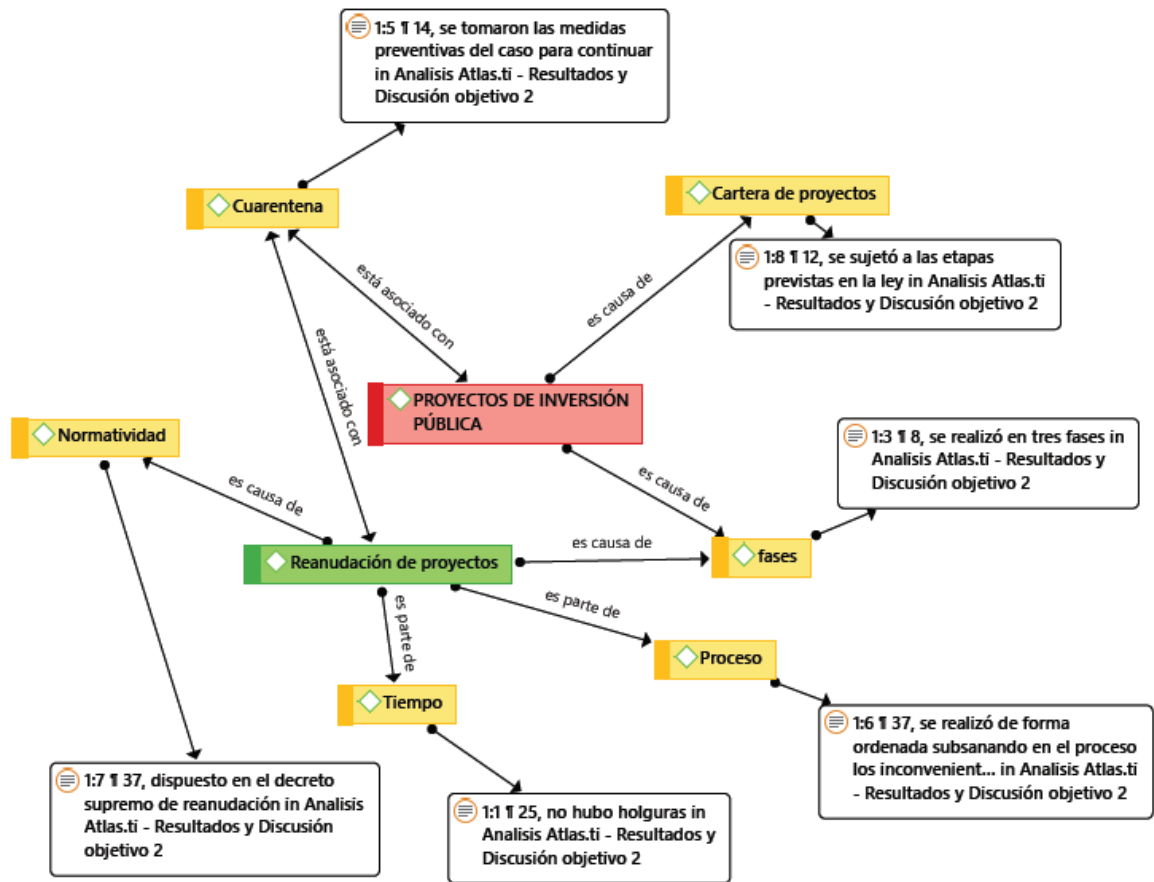 1:5 ¶ 14, se tomaron las medidas
preventivas del caso para continuar
in Analisis Atlas.ti - Resultados y
Discusión objetivo 2
Cuarentena
Cartera de proyectos
1:8 ¶ 12, se sujetó a las etapas
previstas en la ley in Analisis Atlas.ti
- Resultados y Discusión objetivo 2
está asociado con
es causa de
está asociado con
PROYECTOS DE INVERSIÓN
PÚBLICA
Normatividad
1:3 ¶ 8, se realizó en tres fases in
Analisis Atlas.ti - Resultados y
Discusión objetivo 2
es causa de
es causa de
es causa de
fases
Reanudación de proyectos
es parte de
es parte de
Proceso
Tiempo
1:6 ¶ 37, se realizó de forma
ordenada subsanando en el proceso
los inconvenient... in Analisis Atlas.ti
- Resultados y Discusión objetivo 2
1:7 ¶ 37, dispuesto en el decreto
supremo de reanudación in Analisis
Atlas.ti - Resultados y Discusión
objetivo 2
1:1 ¶ 25, no hubo holguras in
Analisis Atlas.ti - Resultados y
Discusión objetivo 2